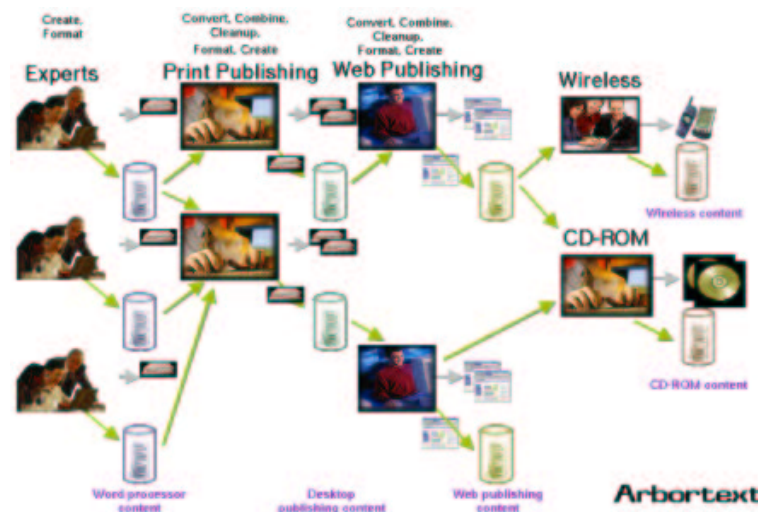 Create,
Format
Convert, Combine,
Cleanup,
Format, Create
Convert, Combine,
Cleanup,
Format, Create
Experts
Print Publishing
Web Publishing
Wireless
Wireless content
CD-ROM
CD-ROM content
Word processor
content
Desktop
publishing content
Web publishing
content
Arbortext